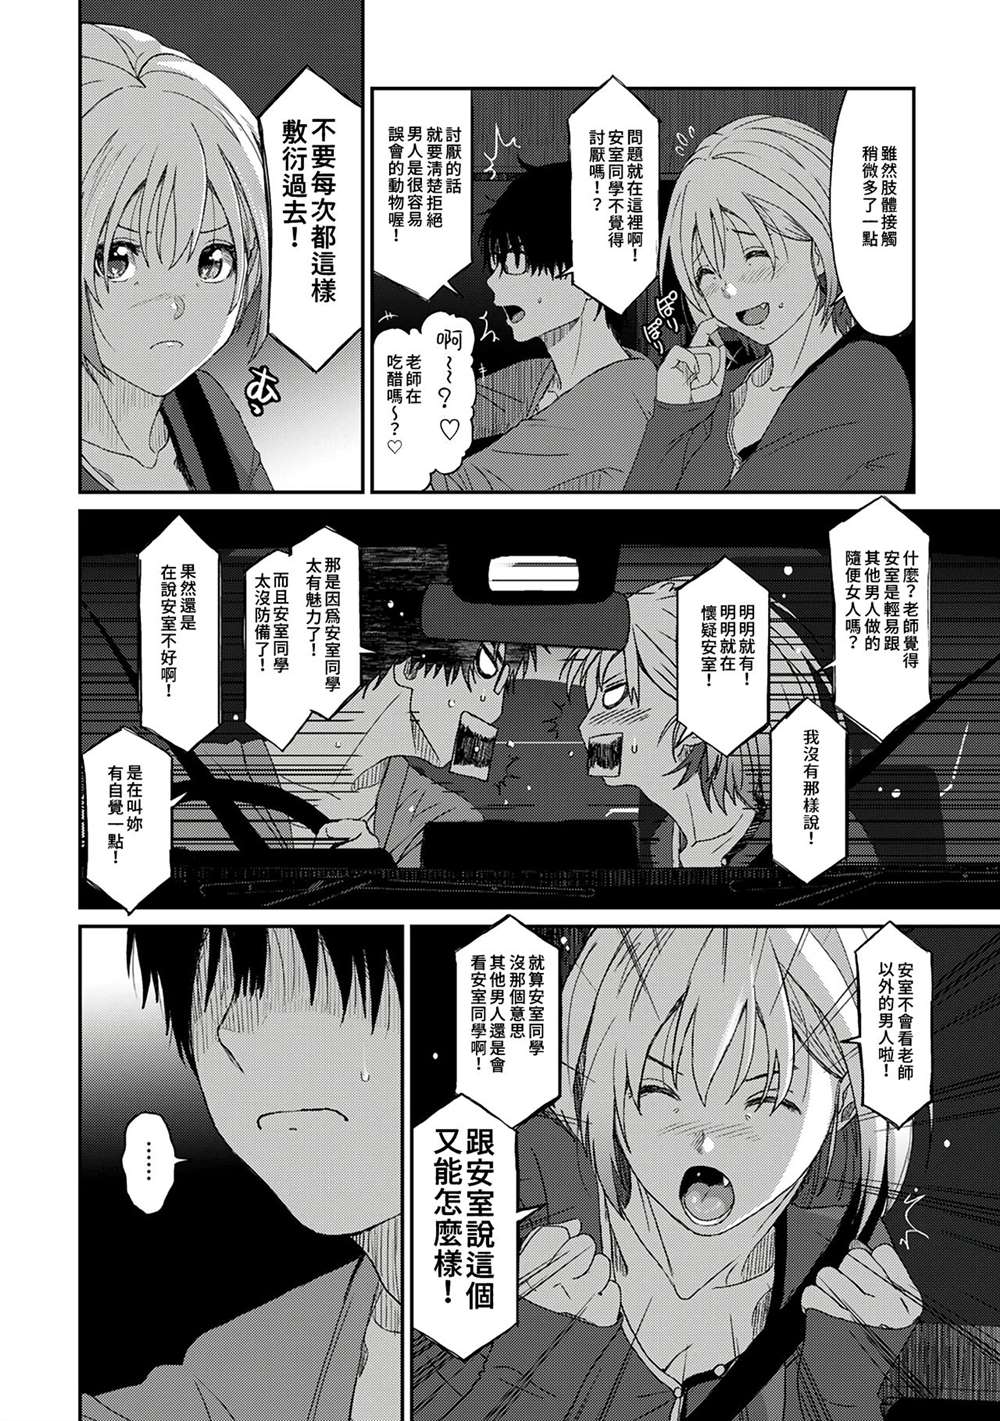 雖然肢體接觸
稍微多了一點
ぽり
ぽり
問題就在這裡啊！
安室同學不覺得
討厭嗎！？
討厭的話
就要清楚拒絕
男人是很容易
誤會的動物喔！
啊～～？♡
老師在
吃醋嗎～？♡
不要每次都這樣
敷衍過去！
む〜
什麼？老師覺得
安室是輕易跟
其他男人做的
隨便女人嗎？
我沒有那樣說！
明明就有！
明明就在
懷疑安室！
那是因為安室同學
太有魅力了！
而且安室同學
太沒防備了！
果然還是
在說安室不好啊！
是在叫妳
有自覺一點！
安室不會看老師
以外的男人啦！
就算安室同學
沒那個意思
其他男人還是會
看安室同學啊！
跟安室說這個
又能怎麼樣！
……